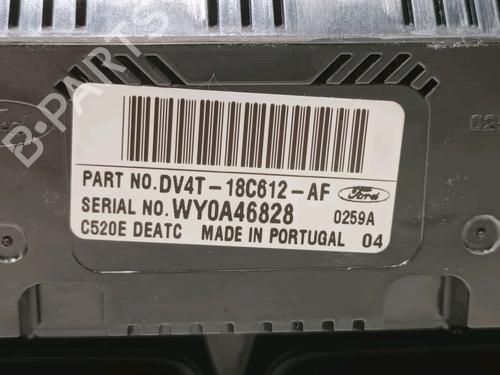 B-PARTS
PART NO. DV4T-18C612-AF
Ford
SERIAL NO. WY0A46828
0259A
C520E DEATC MADE IN PORTUGAL 04